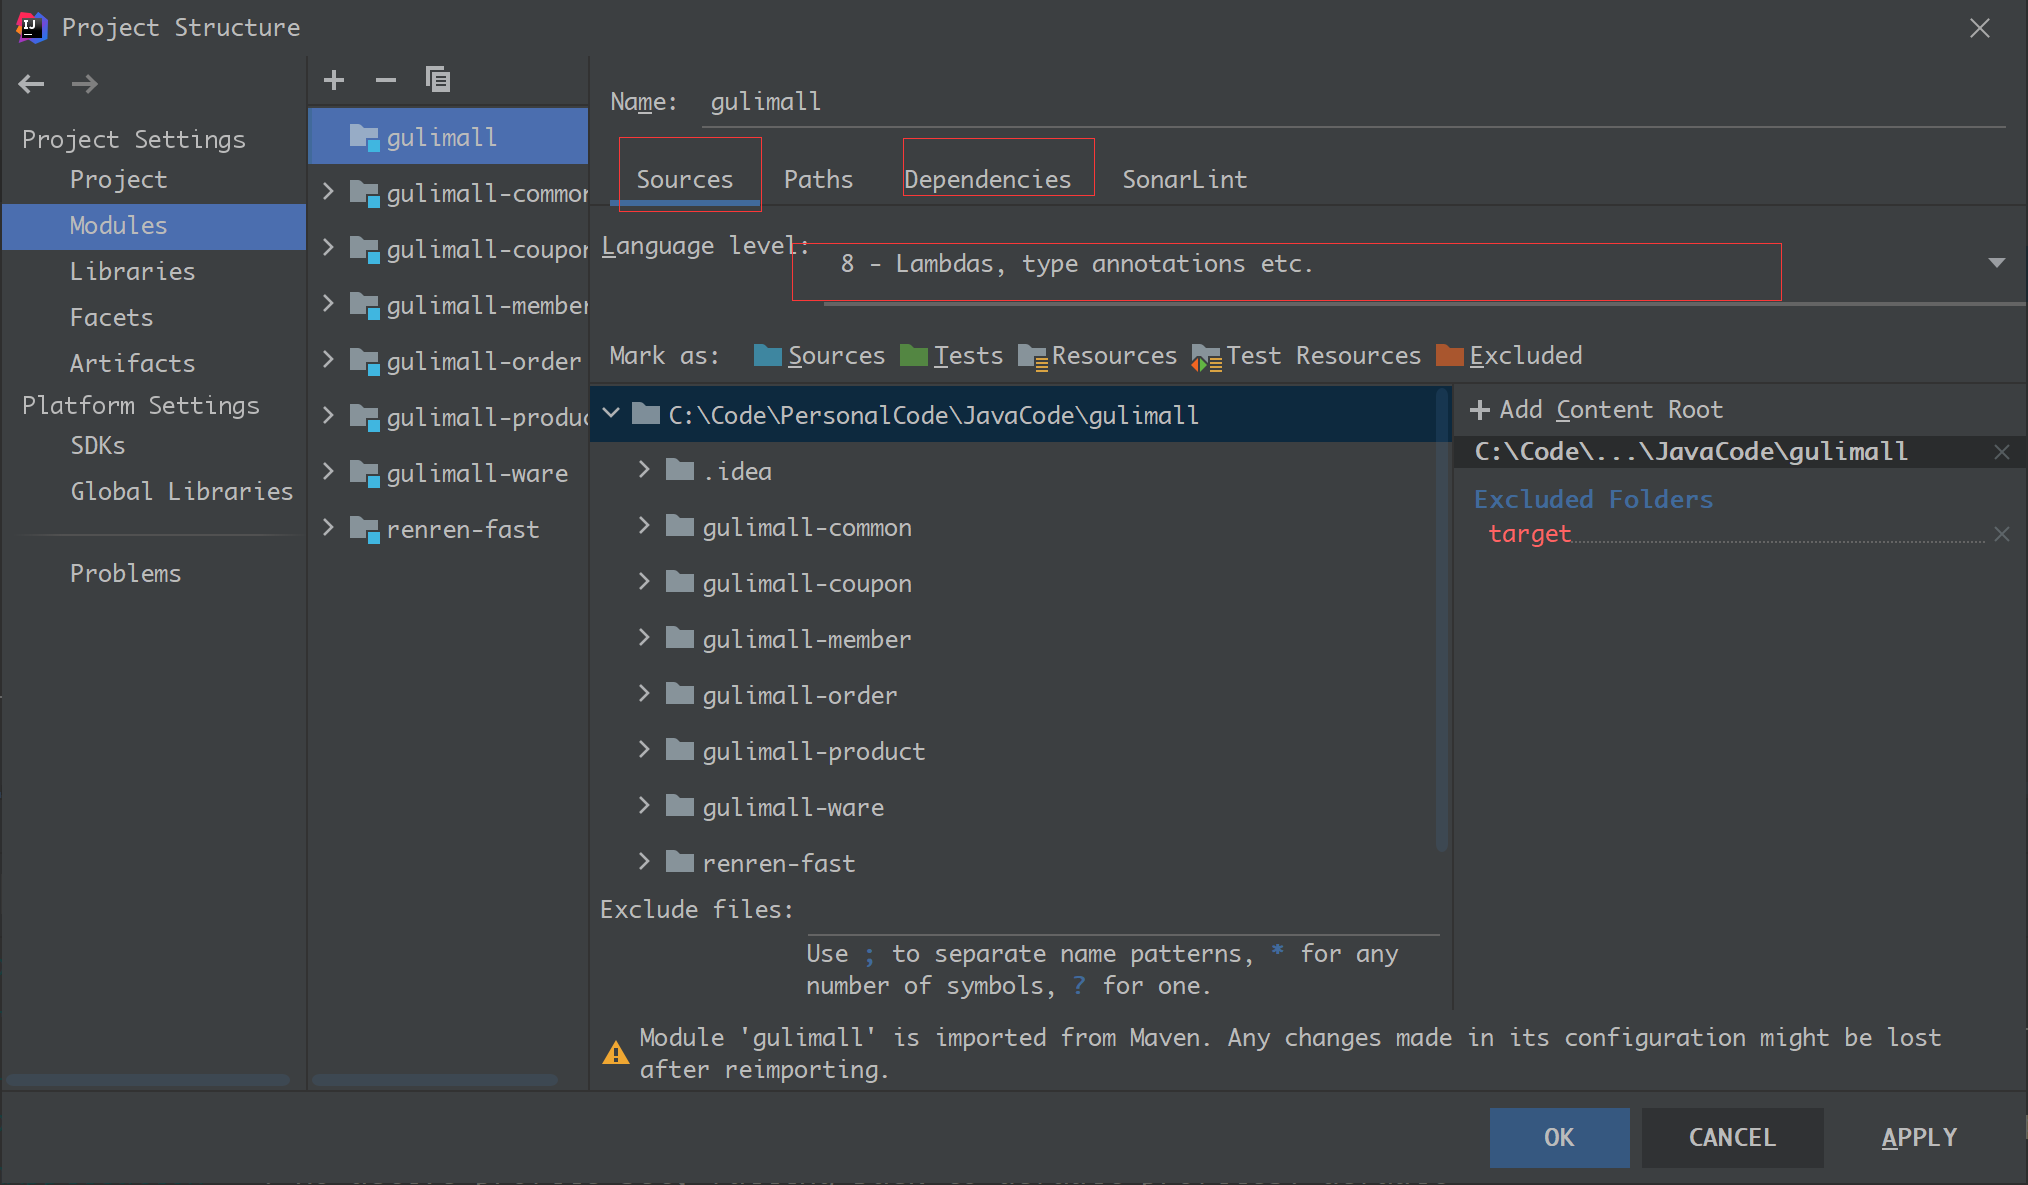 Project Structure
Project Settings
Project
Modules
Libraries
Facets
Artifacts
Platform Settings
SDKs
Global Libraries
Problems
gulimall
gulimall-common
gulimall-coupon
gulimall-member
gulimall-order
gulimall-produc
gulimall-ware
renren-fast
Name: gulimall
Sources Paths Dependencies SonarLint
Language level: 8 - Lambdas, type annotations etc.
Mark as: Sources Tests Resources Test Resources Excluded
C:\Code\PersonalCode\JavaCode\gulimall
.idea
gulimall-common
gulimall-coupon
gulimall-member
gulimall-order
gulimall-product
gulimall-ware
renren-fast
Add Content Root
C:\Code\...\JavaCode\gulimall
Excluded Folders
target
Exclude files:
Use ; to separate name patterns, * for any
number of symbols, ? for one.
Module 'gulimall' is imported from Maven. Any changes made in its configuration might be lost
after reimporting.
OK CANCEL APPLY